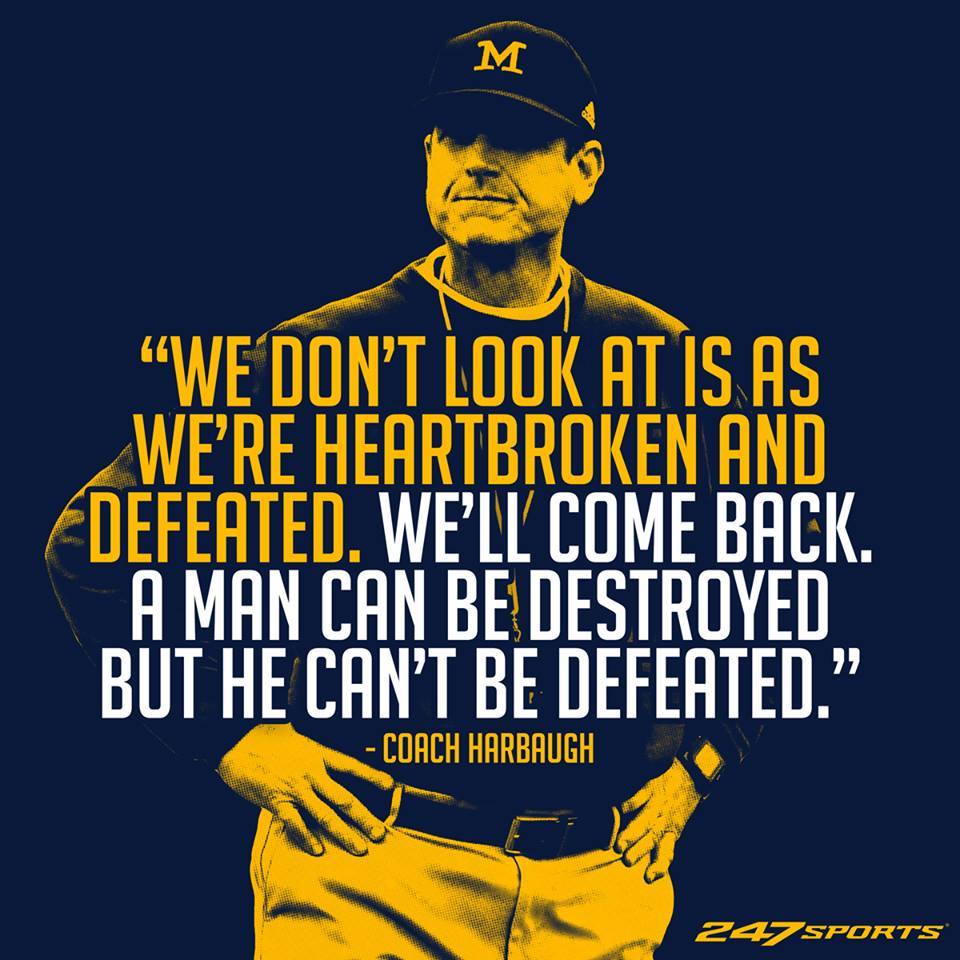 M
“WE DON’T LOOK AT IS AS
WE’RE HEARTBROKEN AND
DEFEATED. WE’LL COME BACK.
A MAN CAN BE DESTROYED
BUT HE CAN’T BE DEFEATED.”
- COACH HARBAUGH
247SPORTS